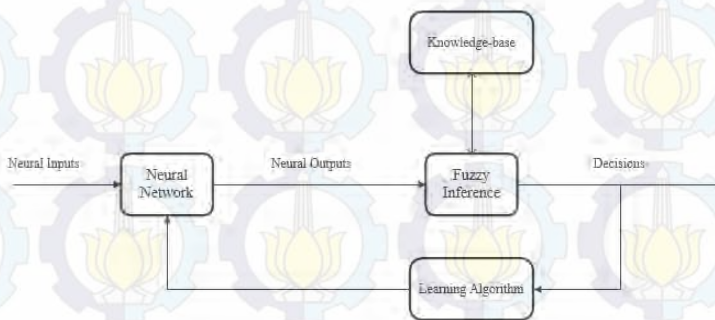 Knowledge-base
Neural Inputs
Neural
Network
Neural Outputs
Fuzzy
Inference
Decisions
Learning Algorithm